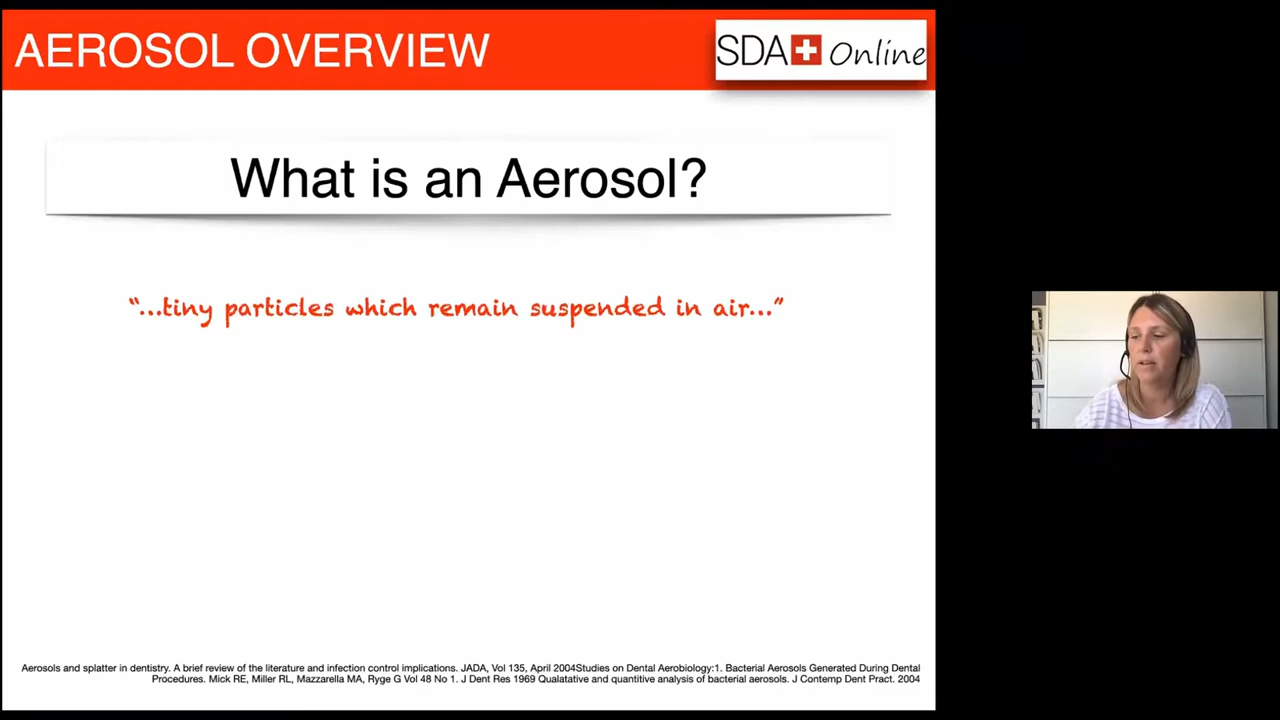 AEROSOL OVERVIEW
SDA Online
What is an Aerosol?
“...tiny particles which remain suspended in air...”
Aerosols and splatter in dentistry. A brief review of the literature and infection control implications. JADA, Vol 135, April 2004Studies on Dental Aerobiology:1. Bacterial Aerosols Generated During Dental
Procedures. Mick RE, Miller RL, Mazzarella MA, Ryge G Vol 48 No 1. J Dent Res 1969 Qualatative and quantitive analysis of bacterial aerosols. J Contemp Dent Pract. 2004